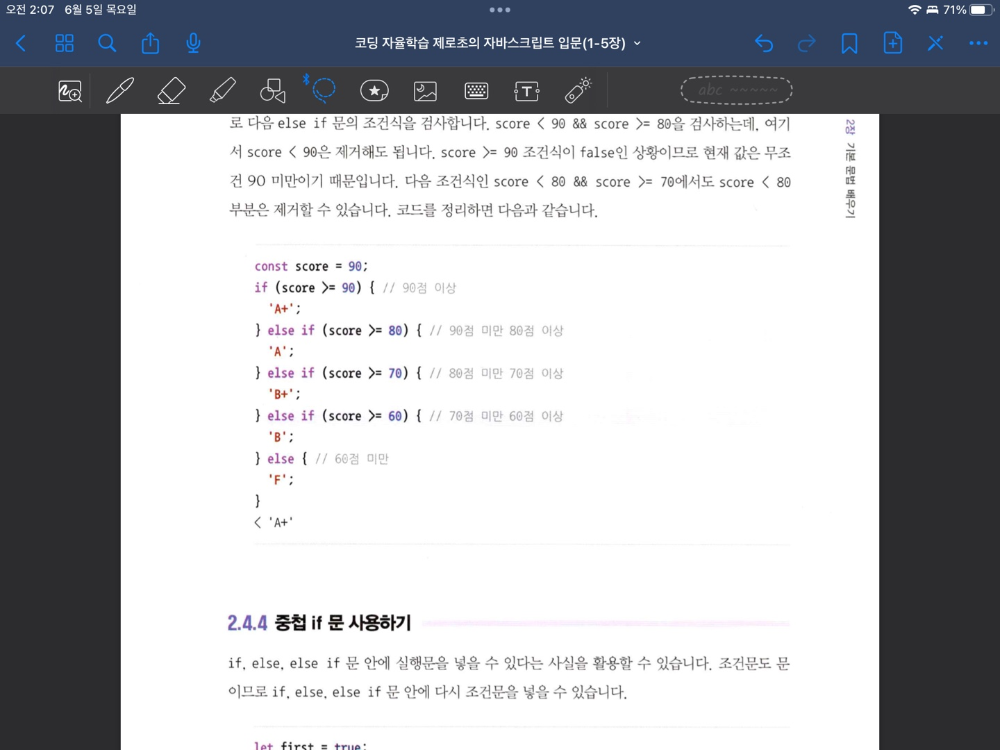 오전 2:07 6월 5일 목요일
71%
코딩 자율학습 제로초의 자바스크립트 입문(1-5장)
abc ~~~~~
로 다음 else if 문의 조건식을 검사합니다. score < 90 && score >= 80을 검사하는데, 여기
서 score < 90은 제거해도 됩니다. score >= 90 조건식이 false인 상황이므로 현재 값은 무조
건 90 미만이기 때문입니다. 다음 조건식인 score < 80 && score >= 70에서도 score < 80
부분은 제거할 수 있습니다. 코드를 정리하면 다음과 같습니다.
2장 기본 문법 배우기
const score = 90;
if (score >= 90) { // 90점 이상
'A+';
} else if (score >= 80) { // 90점 미만 80점 이상
'A';
} else if (score >= 70) { // 80점 미만 70점 이상
'B+';
} else if (score >= 60) { // 70점 미만 60점 이상
'B';
} else { // 60점 미만
'F';
}
< 'A+'
2.4.4 중첩 if 문 사용하기
if, else, else if 문 안에 실행문을 넣을 수 있다는 사실을 활용할 수 있습니다. 조건문도 문
이므로 if, else, else if 문 안에 다시 조건문을 넣을 수 있습니다.
let first = true;